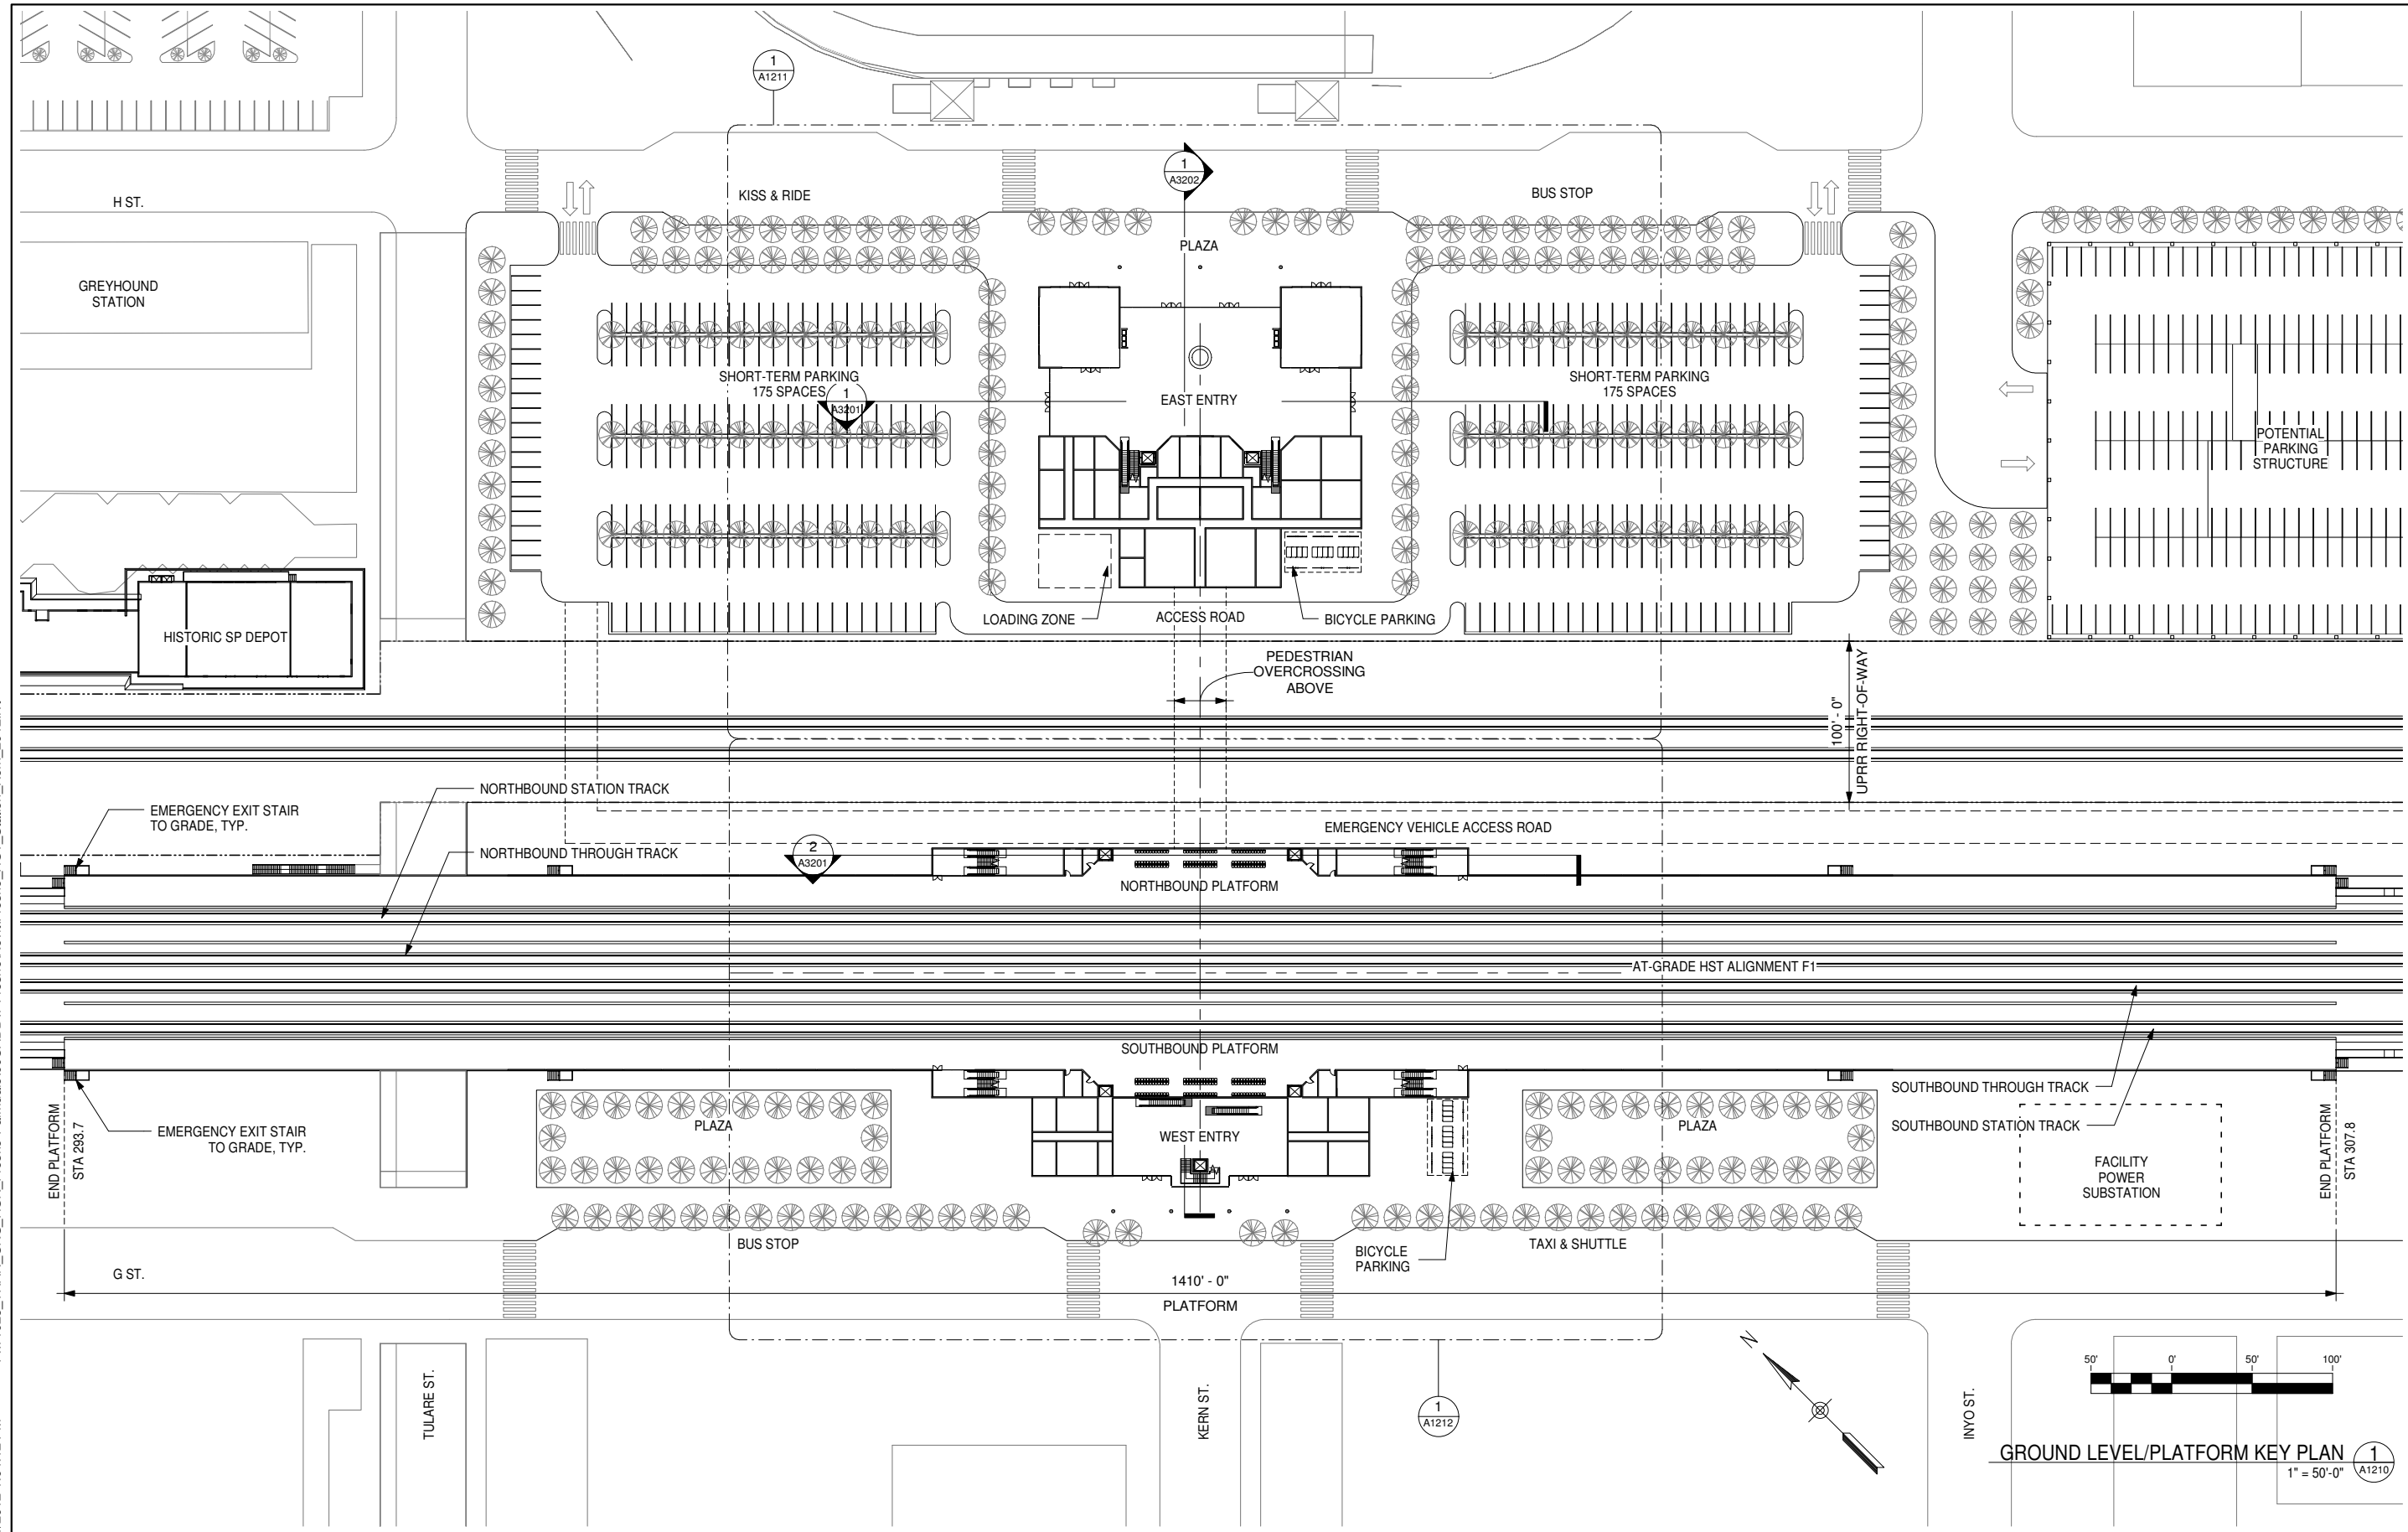 1
A1211
1
A3202
H ST.
KISS & RIDE
BUS STOP
PLAZA
GREYHOUND
STATION
SHORT-TERM PARKING
175 SPACES
1
A3201
EAST ENTRY
SHORT-TERM PARKING
175 SPACES
POTENTIAL
PARKING
STRUCTURE
HISTORIC SP DEPOT
LOADING ZONE
ACCESS ROAD
BICYCLE PARKING
PEDESTRIAN
OVERCROSSING
ABOVE
100' - 0"
UPRR RIGHT-OF-WAY
NORTHBOUND STATION TRACK
EMERGENCY EXIT STAIR
TO GRADE, TYP.
EMERGENCY VEHICLE ACCESS ROAD
NORTHBOUND THROUGH TRACK
2
A3201
NORTHBOUND PLATFORM
AT-GRADE HST ALIGNMENT F1
SOUTHBOUND PLATFORM
SOUTHBOUND THROUGH TRACK
SOUTHBOUND STATION TRACK
END PLATFORM
STA 293.7
EMERGENCY EXIT STAIR
TO GRADE, TYP.
PLAZA
WEST ENTRY
PLAZA
FACILITY
POWER
SUBSTATION
END PLATFORM
STA 307.8
BUS STOP
TAXI & SHUTTLE
BICYCLE
PARKING
G ST.
1410' - 0"
PLATFORM
N
TULARE ST.
KERN ST.
1
A1212
INYO ST.
50'
0'
50'
100'
GROUND LEVEL/PLATFORM KEY PLAN
1" = 50'-0"
1
A1210